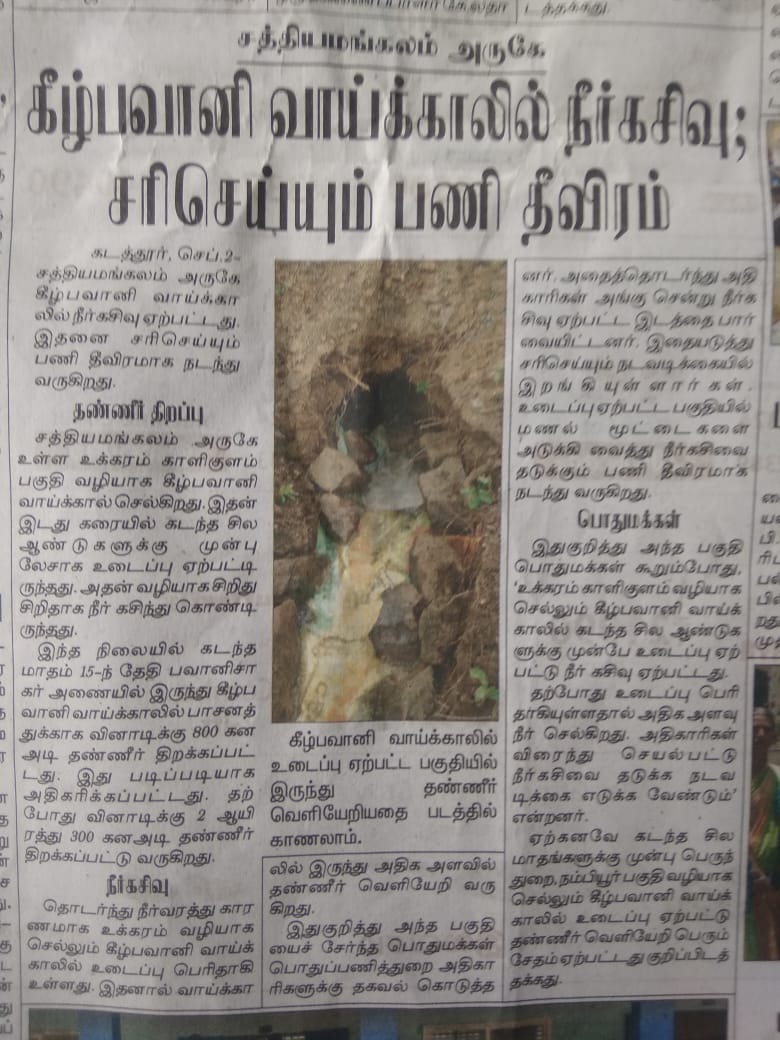 சத்தியமங்கலம் அருகே
கீழ்பவானி வாய்க்காலில் நீர்கசிவு;
சரிசெய்யும் பணி தீவிரம்
கடத்தூர், செப்.2-
சத்தியமங்கலம் அருகே
கீழ்பவானி வாய்க்கா
லில் நீர்கசிவு ஏற்பட்டது.
இதனை சரிசெய்யும்
பணி தீவிரமாக நடந்து
வருகிறது.
தண்ணீர் திறப்பு
சத்தியமங்கலம் அருகே
உள்ள உக்கரம் காளிகுளம்
பகுதி வழியாக கீழ்பவானி
வாய்க்கால் செல்கிறது. இதன்
இடது கரையில் கடந்த சில
ஆண்டுகளுக்கு முன்பு
லேசாக உடைப்பு ஏற்பட்டி
ருந்தது. அதன் வழியாக சிறிது
சிறிதாக நீர் கசிந்து கொண்டி
ருந்தது.
இந்த நிலையில் கடந்த
மாதம் 15-ந் தேதி பவானிசா
கர் அணையில் இருந்து கீழ்ப
வானி வாய்க்காலில் பாசனத்
துக்காக வினாடிக்கு 800 கன
அடி தண்ணீர் திறக்கப்பட்
டது. இது படிப்படியாக
அதிகரிக்கப்பட்டது. தற்
போது வினாடிக்கு 2 ஆயி
ரத்து 300 கனஅடி தண்ணீர்
திறக்கப்பட்டு வருகிறது.
நீர்கசிவு
தொடர்ந்து நீர்வரத்து கார
ணமாக உக்கரம் வழியாக
செல்லும் கீழ்பவானி வாய்க்
காலில் உடைப்பு பெரிதாகி
உள்ளது. இதனால் வாய்க்கா
கீழ்பவானி வாய்க்காலில்
உடைப்பு ஏற்பட்ட பகுதியில்
இருந்து தண்ணீர்
வெளியேறியதை படத்தில்
காணலாம்.
லில் இருந்து அதிக அளவில்
தண்ணீர் வெளியேறி வரு
கிறது.
இதுகுறித்து அந்த பகுதி
யைச் சேர்ந்த பொதுமக்கள்
பொதுப்பணித்துறை அதிகா
ரிகளுக்கு தகவல் கொடுத்த
னர். அதைத்தொடர்ந்து அதி
காரிகள் அங்கு சென்று நீர்க
சிவு ஏற்பட்ட இடத்தை பார்
வையிட்டனர். இதையடுத்து
சரிசெய்யும் நடவடிக்கையில்
இறங்கியுள்ளார்கள்.
உடைப்பு ஏற்பட்ட பகுதியில்
மணல் மூட்டைகளை
அடுக்கி வைத்து நீர்கசிவை
தடுக்கும் பணி தீவிரமாக
நடந்து வருகிறது.
பொதுமக்கள்
இதுகுறித்து அந்த பகுதி
பொதுமக்கள் கூறும்போது,
'உக்கரம் காளிகுளம் வழியாக
செல்லும் கீழ்பவானி வாய்க்
காலில் கடந்த சில ஆண்டுக
ளுக்கு முன்பே உடைப்பு ஏற்
பட்டு நீர் கசிவு ஏற்பட்டது.
தற்போது உடைப்பு பெரி
தாகியுள்ளதால் அதிக அளவு
நீர் செல்கிறது. அதிகாரிகள்
விரைந்து செயல்பட்டு
நீர்கசிவை தடுக்க நடவ
டிக்கை எடுக்க வேண்டும்'
என்றனர்.
ஏற்கனவே கடந்த சில
மாதங்களுக்கு முன்பு பெருந்
துறை, நம்பியூர் பகுதி வழியாக
செல்லும் கீழ்பவானி வாய்க்
காலில் உடைப்பு ஏற்பட்டு
தண்ணீர் வெளியேறி பெரும்
சேதம் ஏற்பட்டது குறிப்பிடத்
தக்கது.